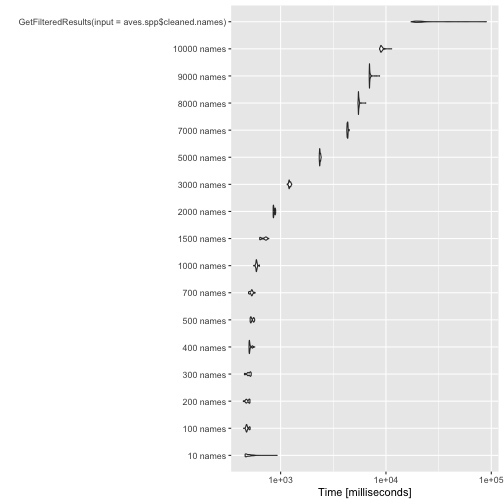 GetFilteredResults(input = aves.spp$cleaned.names)
10000 names
9000 names
8000 names
7000 names
5000 names
3000 names
2000 names
1500 names
1000 names
700 names
500 names
400 names
300 names
200 names
100 names
10 names
1e+03 1e+04 1e+05
Time [milliseconds]